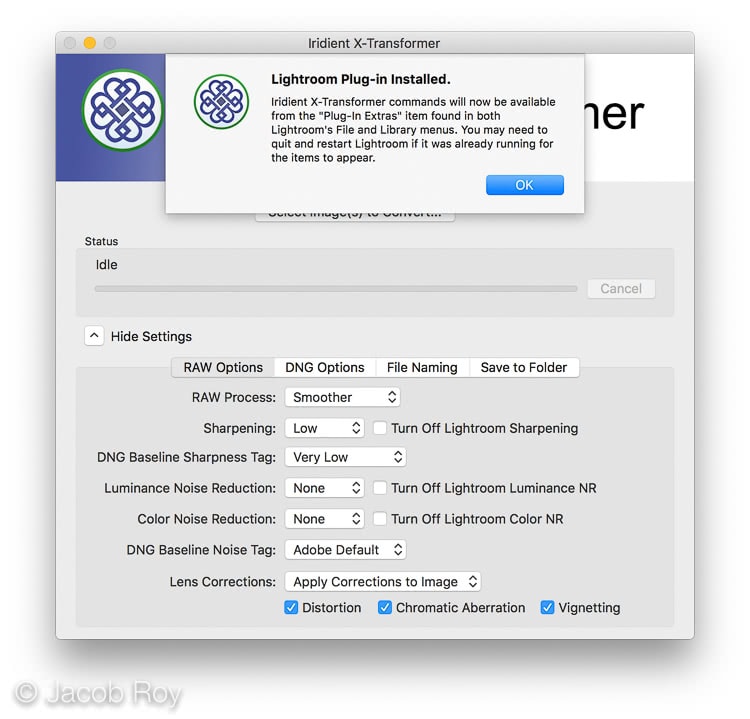 Iridient X-Transformer
Lightroom Plug-in Installed.
Iridient X-Transformer commands will now be available
from the "Plug-In Extras" item found in both
Lightroom's File and Library menus. You may need to
quit and restart Lightroom if it was already running for
the items to appear.
OK
mer
Select Image(s) to Convert...
Status
Idle
Cancel
Hide Settings
RAW Options DNG Options File Naming Save to Folder
RAW Process: Smoother
Sharpening: Low Turn Off Lightroom Sharpening
DNG Baseline Sharpness Tag: Very Low
Luminance Noise Reduction: None Turn Off Lightroom Luminance NR
Color Noise Reduction: None Turn Off Lightroom Color NR
DNG Baseline Noise Tag: Adobe Default
Lens Corrections: Apply Corrections to Image
Distortion Chromatic Aberration Vignetting
© Jacob Roy